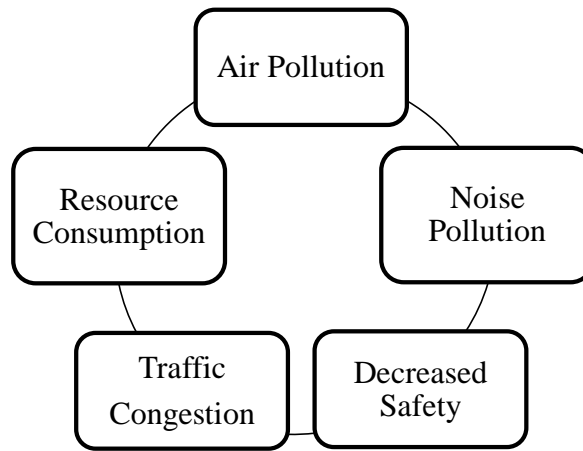 Air Pollution
Resource
Consumption
Noise
Pollution
Traffic
Congestion
Decreased
Safety